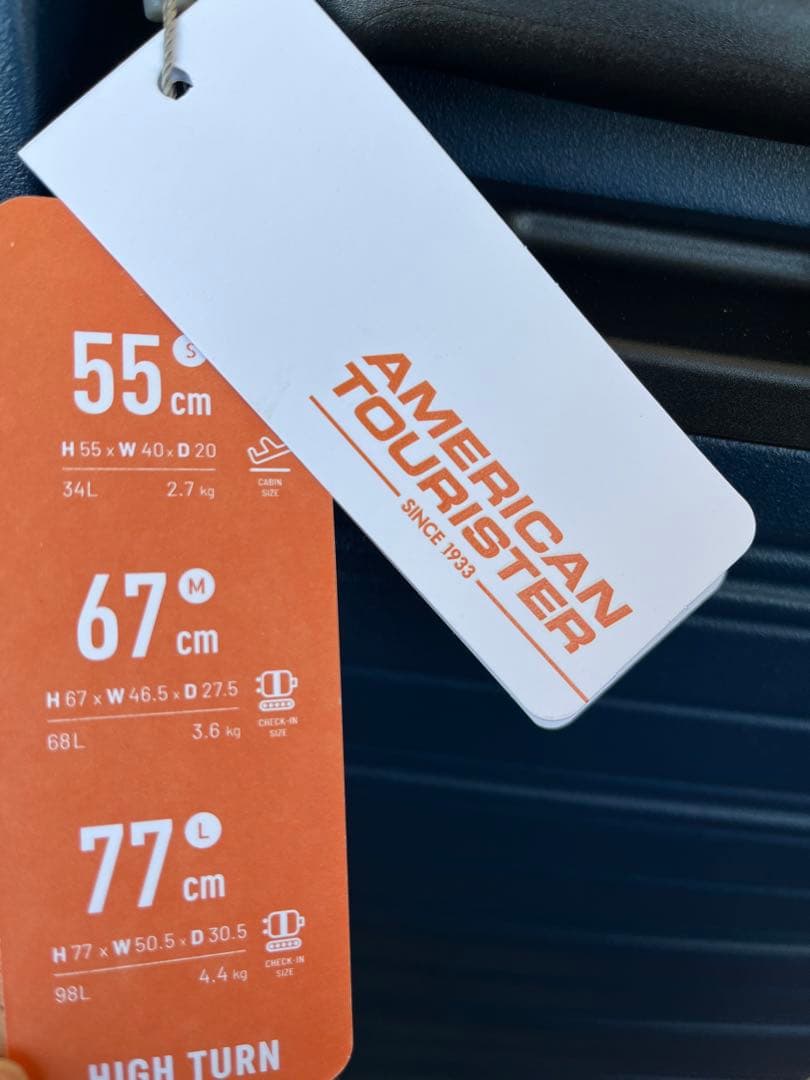 55 S
cm
H 55 x W 40 x D 20
34L 2.7 kg
CABIN
SIZE
67 M
cm
H 67 x W 46.5 x D 27.5
68L 3.6 kg
CHECK-IN
SIZE
77 L
cm
H 77 x W 50.5 x D 30.5
98L 4.4 kg
CHECK-IN
SIZE
HIGH TURN
AMERICAN
TOURISTER
SINCE 1933